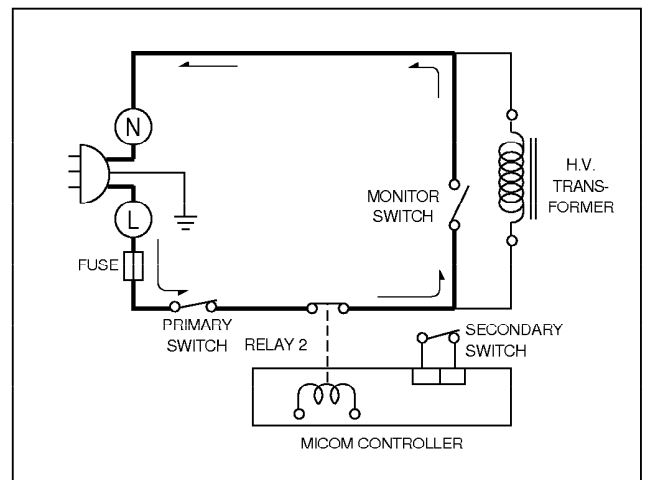 N
H.V.
TRANS-
FORMER
MONITOR
SWITCH
L
FUSE
PRIMARY
SWITCH
RELAY 2
SECONDARY
SWITCH
MICOM CONTROLLER